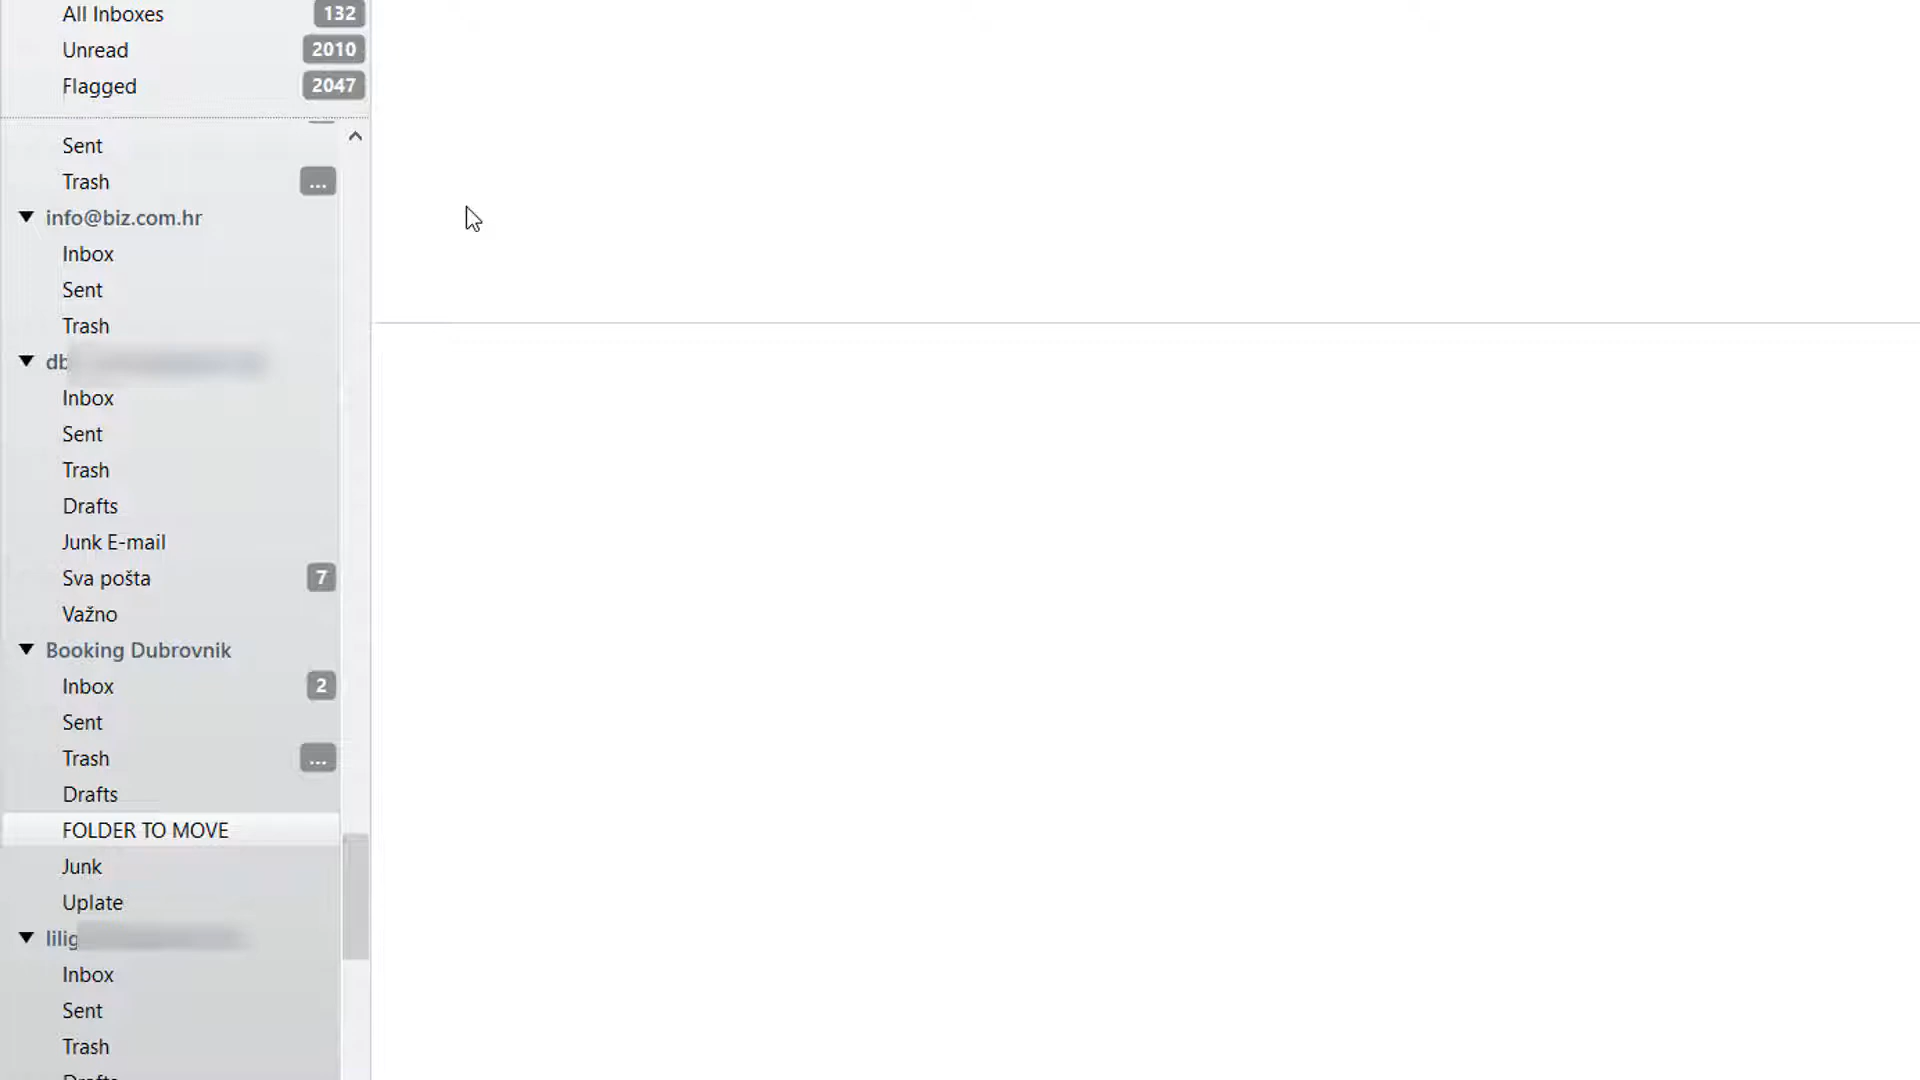 All Inboxes 132
Unread 2010
Flagged 2047
Sent
Trash ...
info@biz.com.hr
Inbox
Sent
Trash
Inbox
Sent
Trash
Drafts
Junk E-mail
Sva pošta 7
Važno
Booking Dubrovnik
Inbox 2
Sent
Trash ...
Drafts
FOLDER TO MOVE
Junk
Uplate
Inbox
Sent
Trash
Drafts